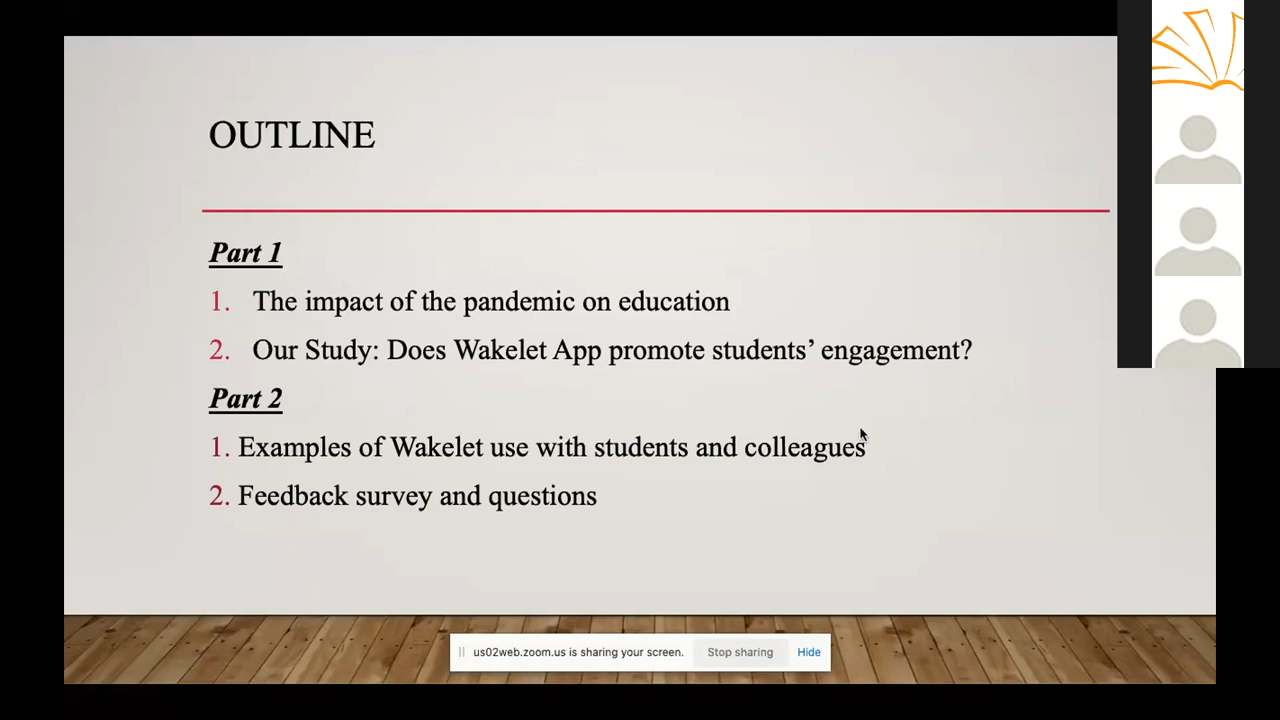 OUTLINE
Part 1
1. The impact of the pandemic on education
2. Our Study: Does Wakelet App promote students’ engagement?
Part 2
1. Examples of Wakelet use with students and colleagues
2. Feedback survey and questions
us02web.zoom.us is sharing your screen. Stop sharing Hide